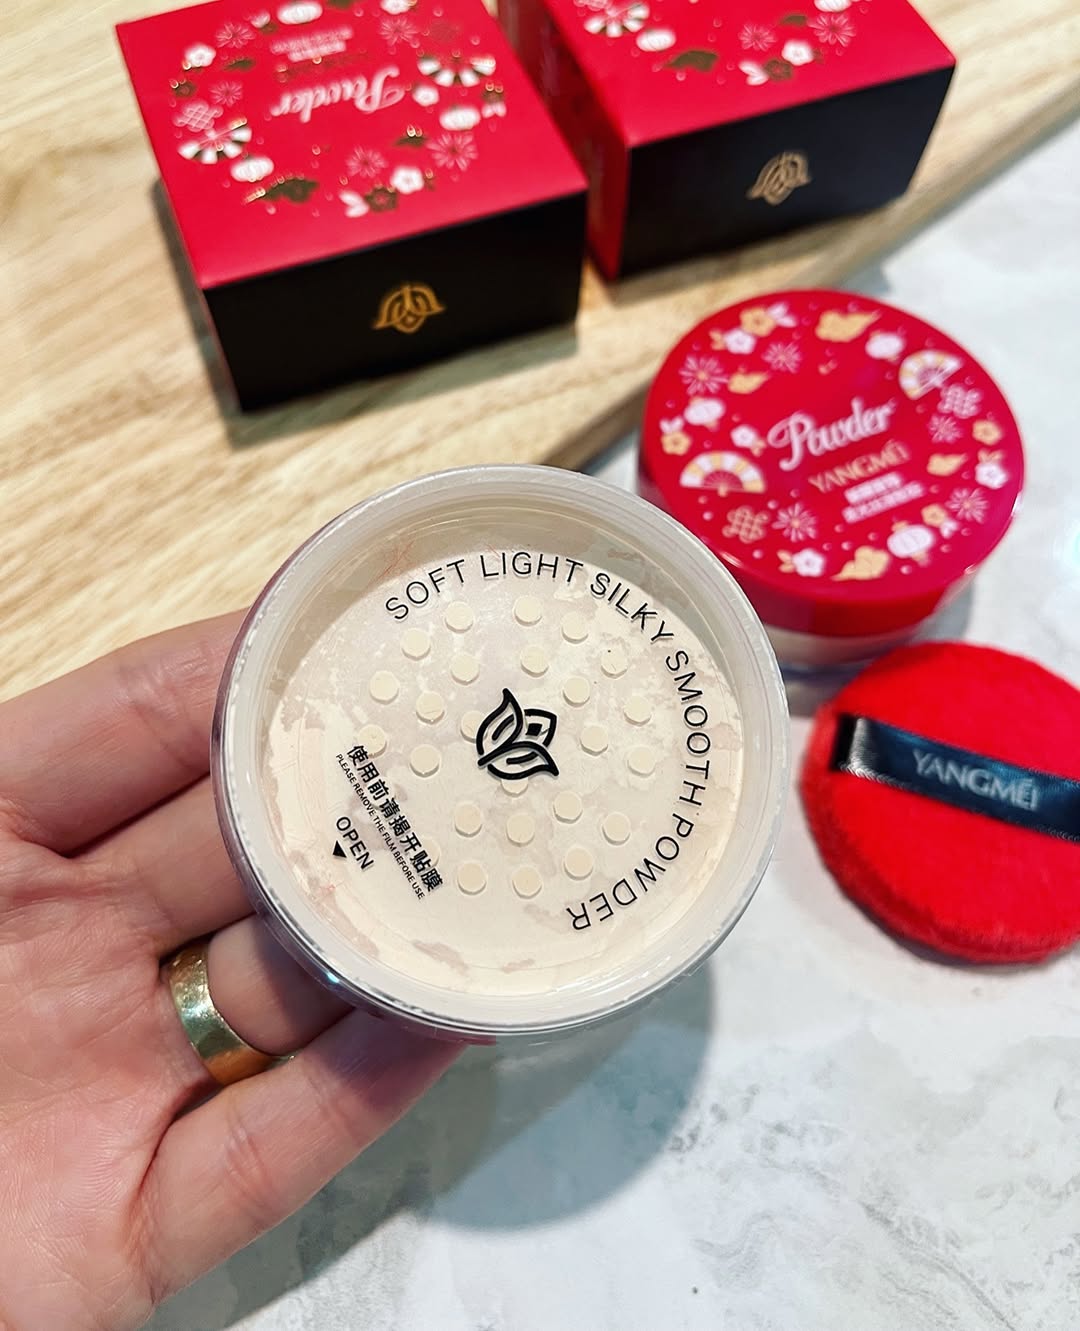 Powder
Powder
YANGMEI
SOFT LIGHT SILKY SMOOTH POWDER
使用前请揭开贴膜
PLEASE REMOVE THE FILM BEFORE USE
OPEN
YANGMEI